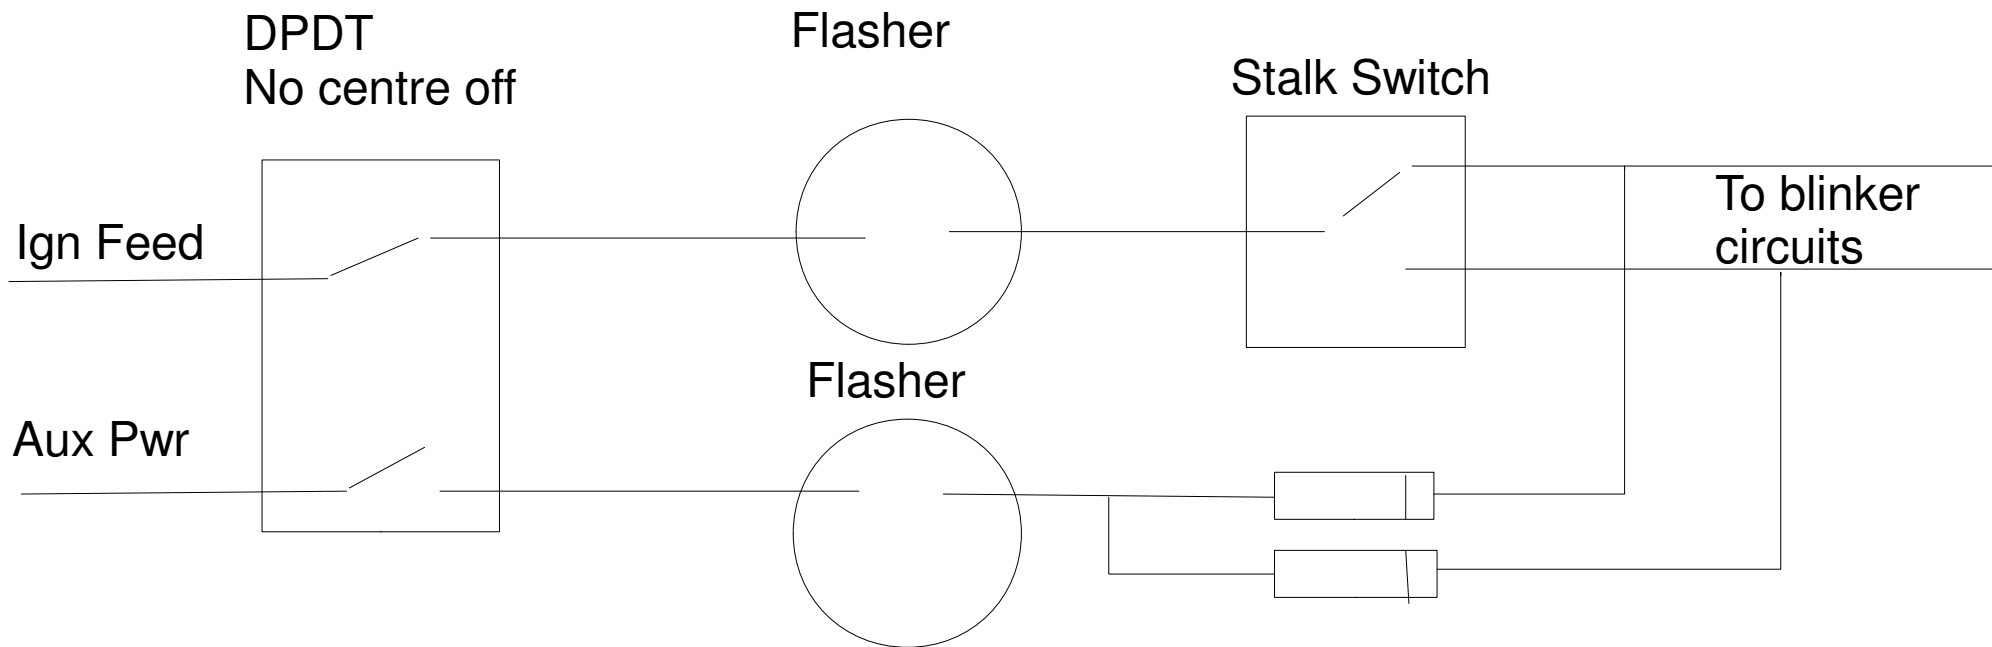 DPDT
No centre off
Flasher
Stalk Switch
Ign Feed
To blinker
circuits
Flasher
Aux Pwr